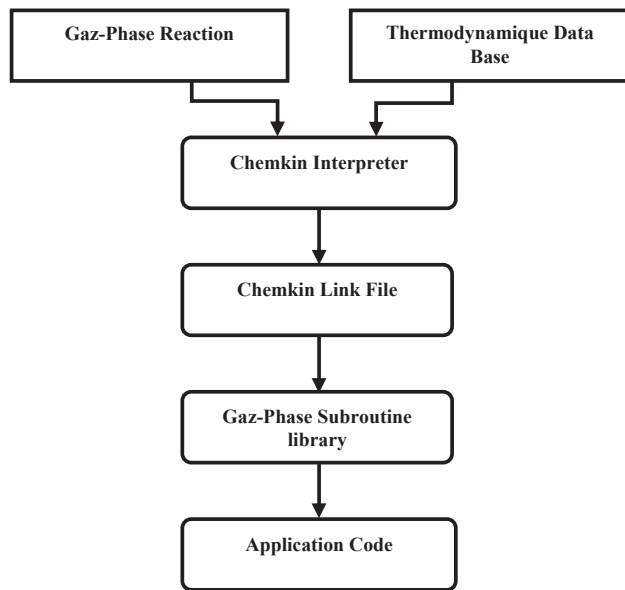 Gaz-Phase Reaction
Thermodynamique Data
Base
Chemkin Interpreter
Chemkin Link File
Gaz-Phase Subroutine
library
Application Code